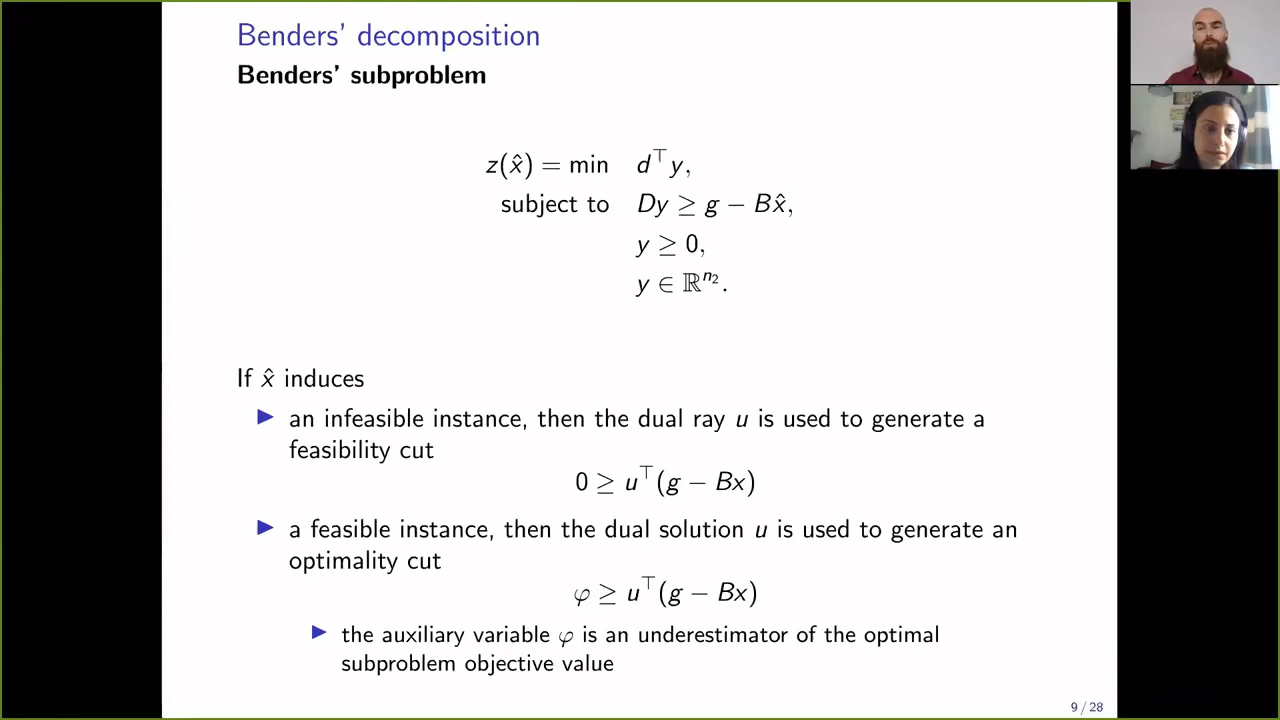 Benders' decomposition
Benders' subproblem
z(x̂) = min d⊤y,
subject to Dy ≥ g − Bx̂,
y ≥ 0,
y ∈ ℝⁿ².
If x̂ induces
▶ an infeasible instance, then the dual ray u is used to generate a
feasibility cut
0 ≥ u⊤(g − Bx)
▶ a feasible instance, then the dual solution u is used to generate an
optimality cut
φ ≥ u⊤(g − Bx)
▶ the auxiliary variable φ is an underestimator of the optimal
subproblem objective value
9 / 28